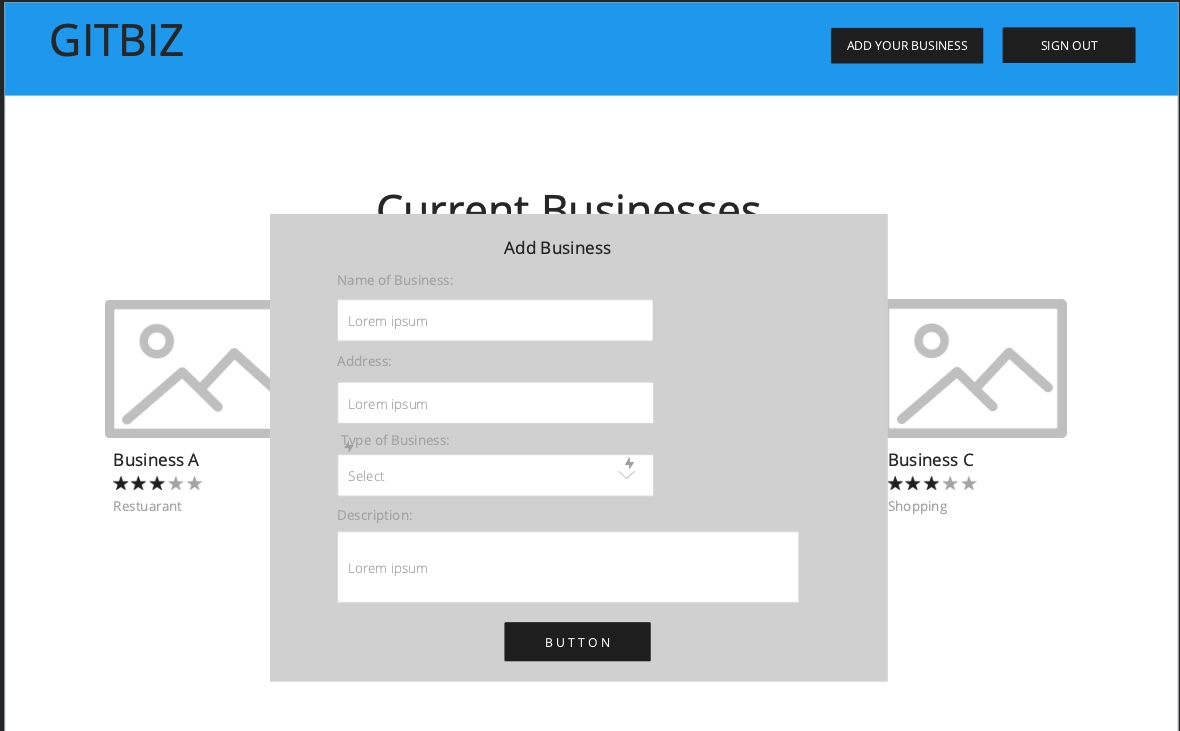 GITBIZ
ADD YOUR BUSINESS
SIGN OUT
Current Businesses
Add Business
Name of Business:
Lorem ipsum
Address:
Lorem ipsum
Type of Business:
Select
Description:
Lorem ipsum
BUTTON
Business A
Restuarant
Business C
Shopping